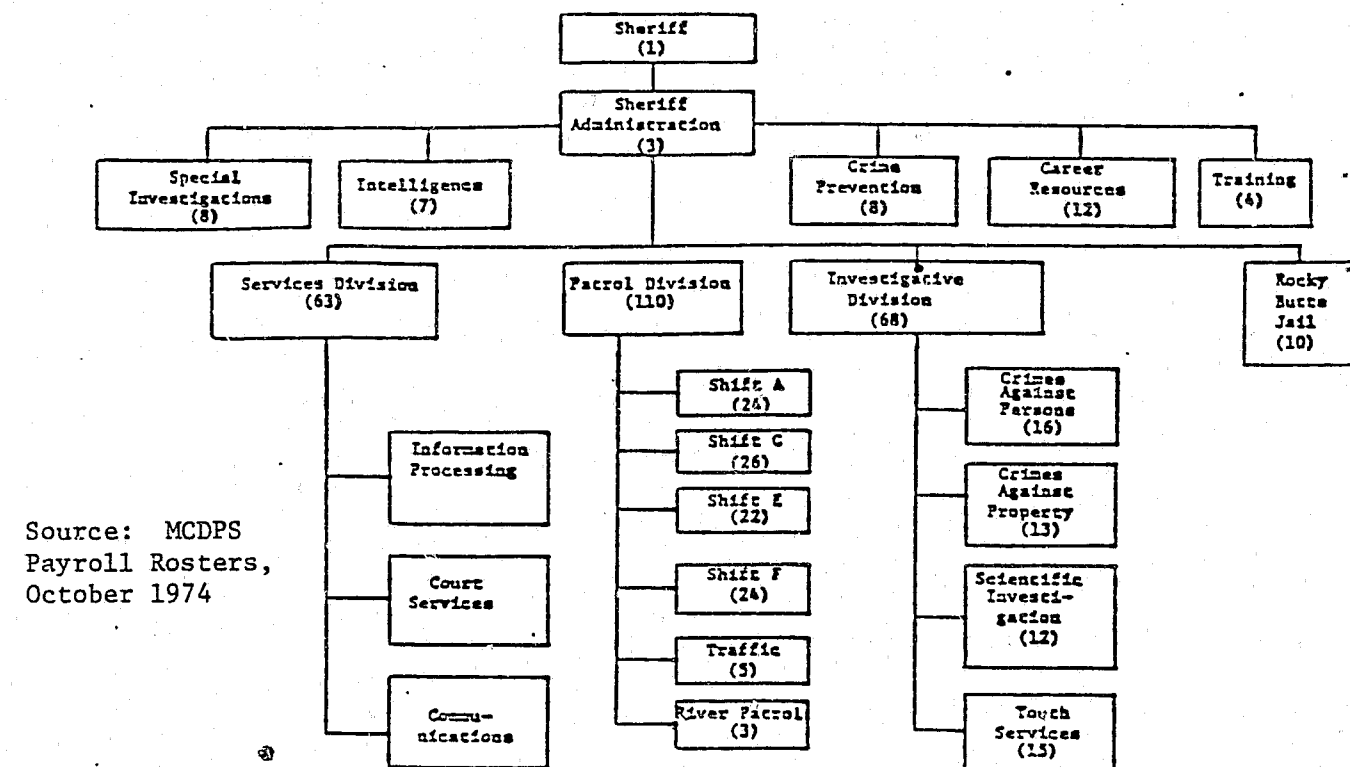 Sheriff
(1)
Sheriff
Administration
(3)
Special
Investigations
(8)
Intelligence
(7)
Crime
Prevention
(8)
Career
Resources
(12)
Training
(4)
Services Division
(63)
Patrol Division
(110)
Investigative
Division
(68)
Rocky
Butte
Jail
(10)
Information
Processing
Court
Services
Commu-
nications
Shift A
(24)
Shift C
(26)
Shift E
(22)
Shift F
(24)
Traffic
(5)
River Patrol
(3)
Crimes
Against
Persons
(16)
Crimes
Against
Property
(13)
Scientific
Investi-
gation
(12)
Youth
Services
(15)
Source: MCDPS
Payroll Rosters,
October 1974